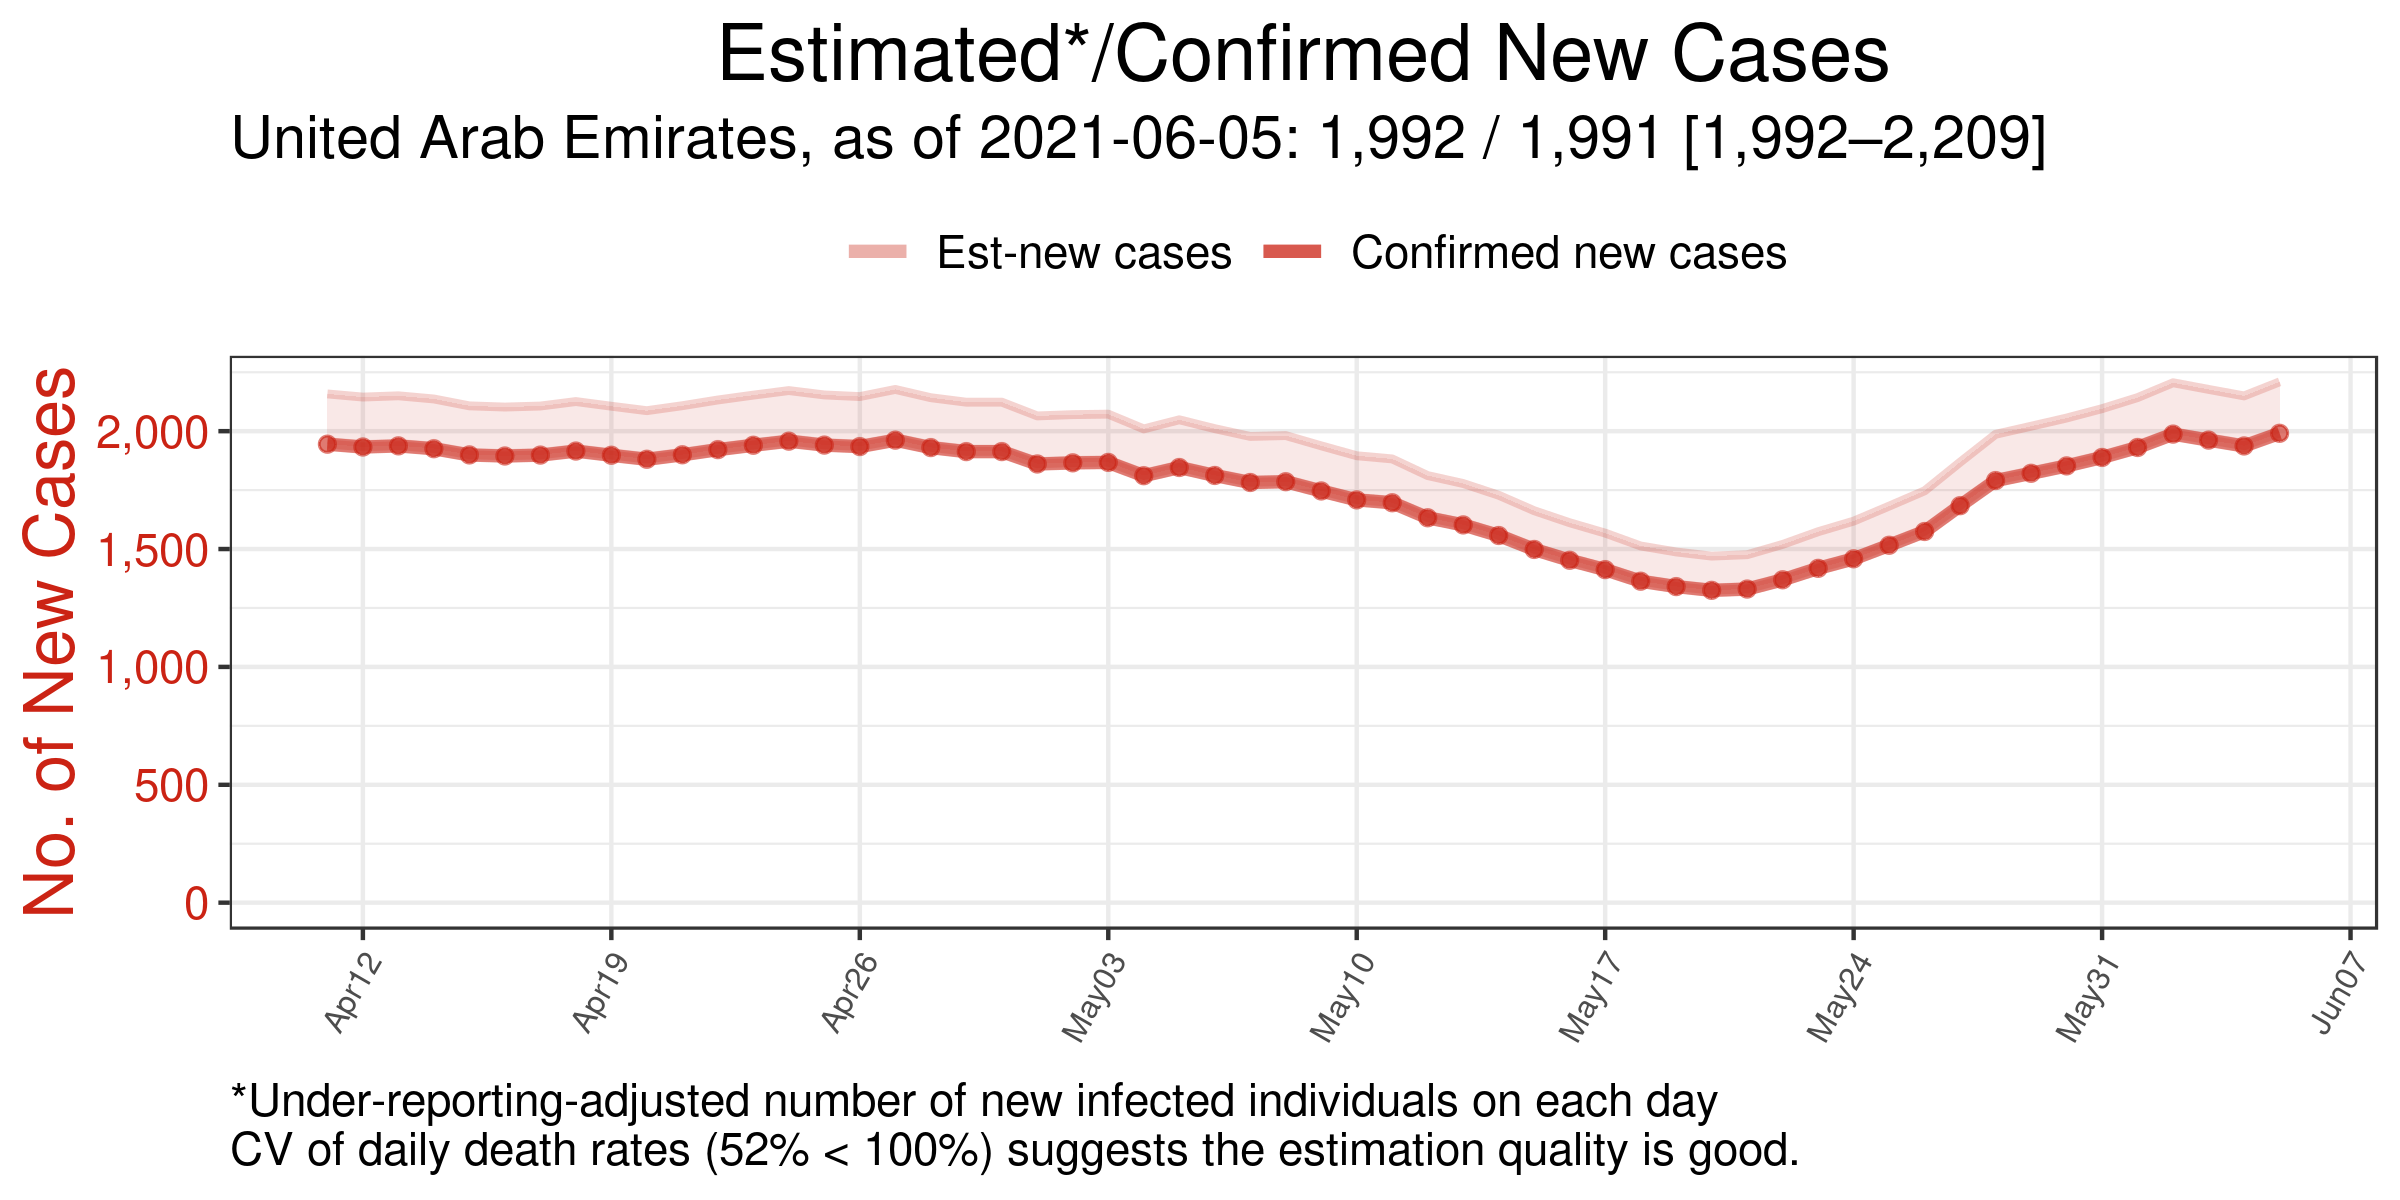 Estimated*/Confirmed New Cases
United Arab Emirates, as of 2021-06-05: 1,992 / 1,991 [1,992–2,209]
Est-new cases
Confirmed new cases
No. of New Cases
2,000
1,500
1,000
500
0
Apr12
Apr19
Apr26
May03
May10
May17
May24
May31
Jun07
*Under-reporting-adjusted number of new infected individuals on each day
CV of daily death rates (52% < 100%) suggests the estimation quality is good.